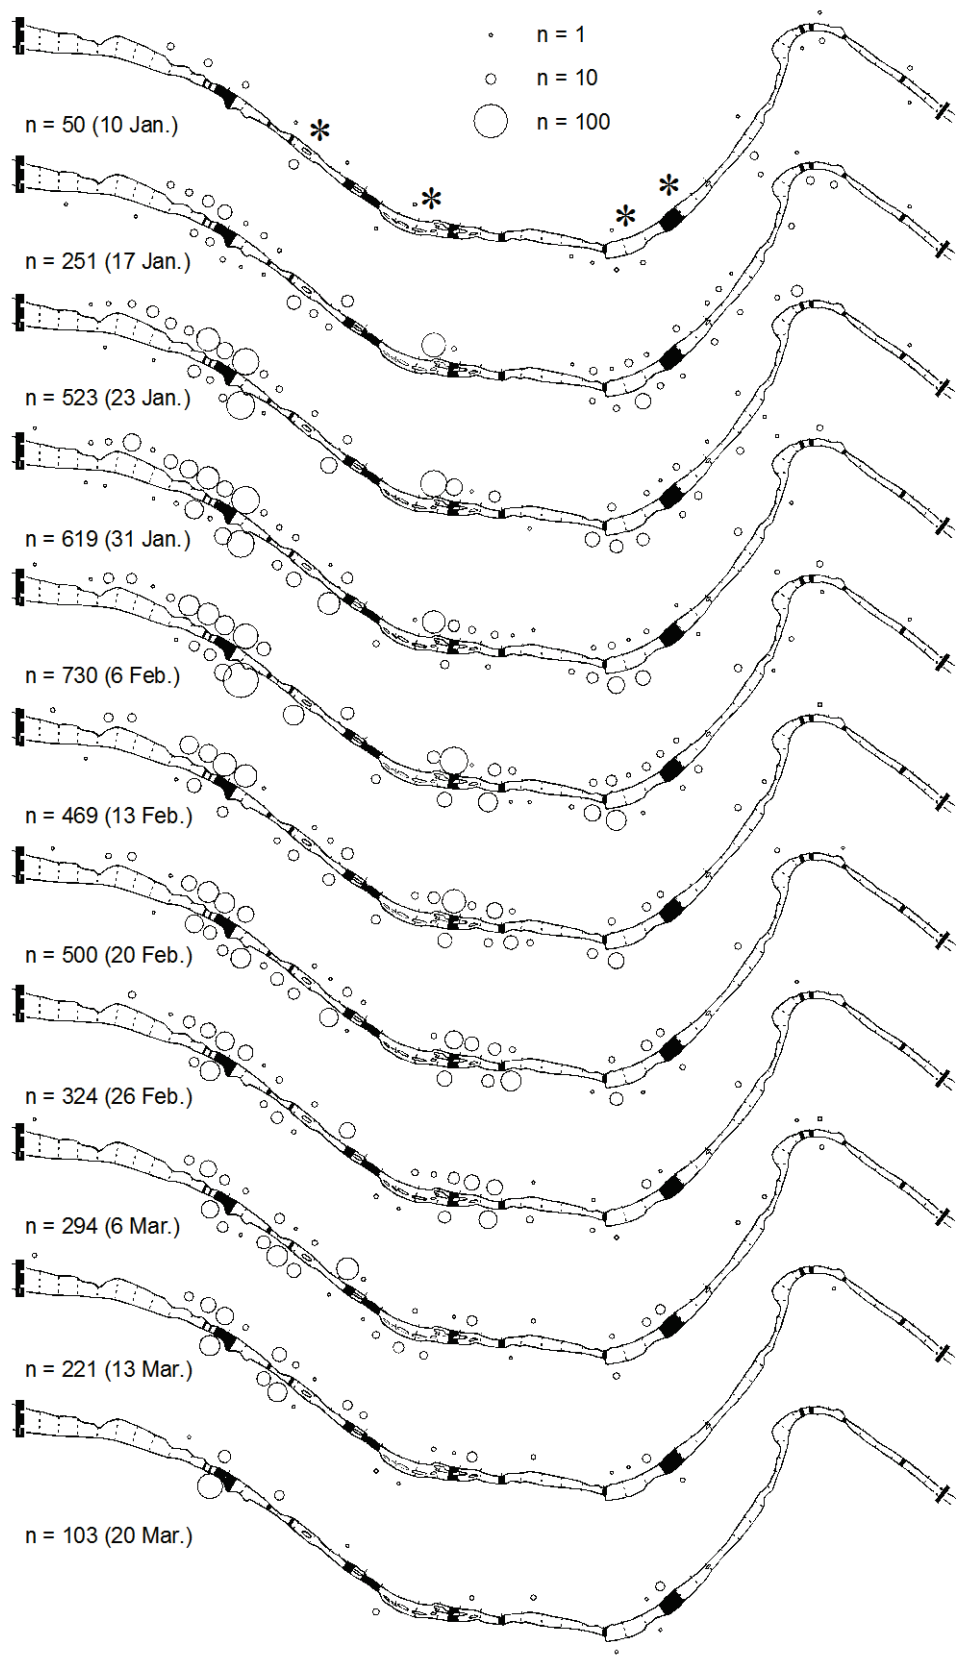 n = 1
n = 10
n = 100
* * * *
n = 50 (10 Jan.)
n = 251 (17 Jan.)
n = 523 (23 Jan.)
n = 619 (31 Jan.)
n = 730 (6 Feb.)
n = 469 (13 Feb.)
n = 500 (20 Feb.)
n = 324 (26 Feb.)
n = 294 (6 Mar.)
n = 221 (13 Mar.)
n = 103 (20 Mar.)